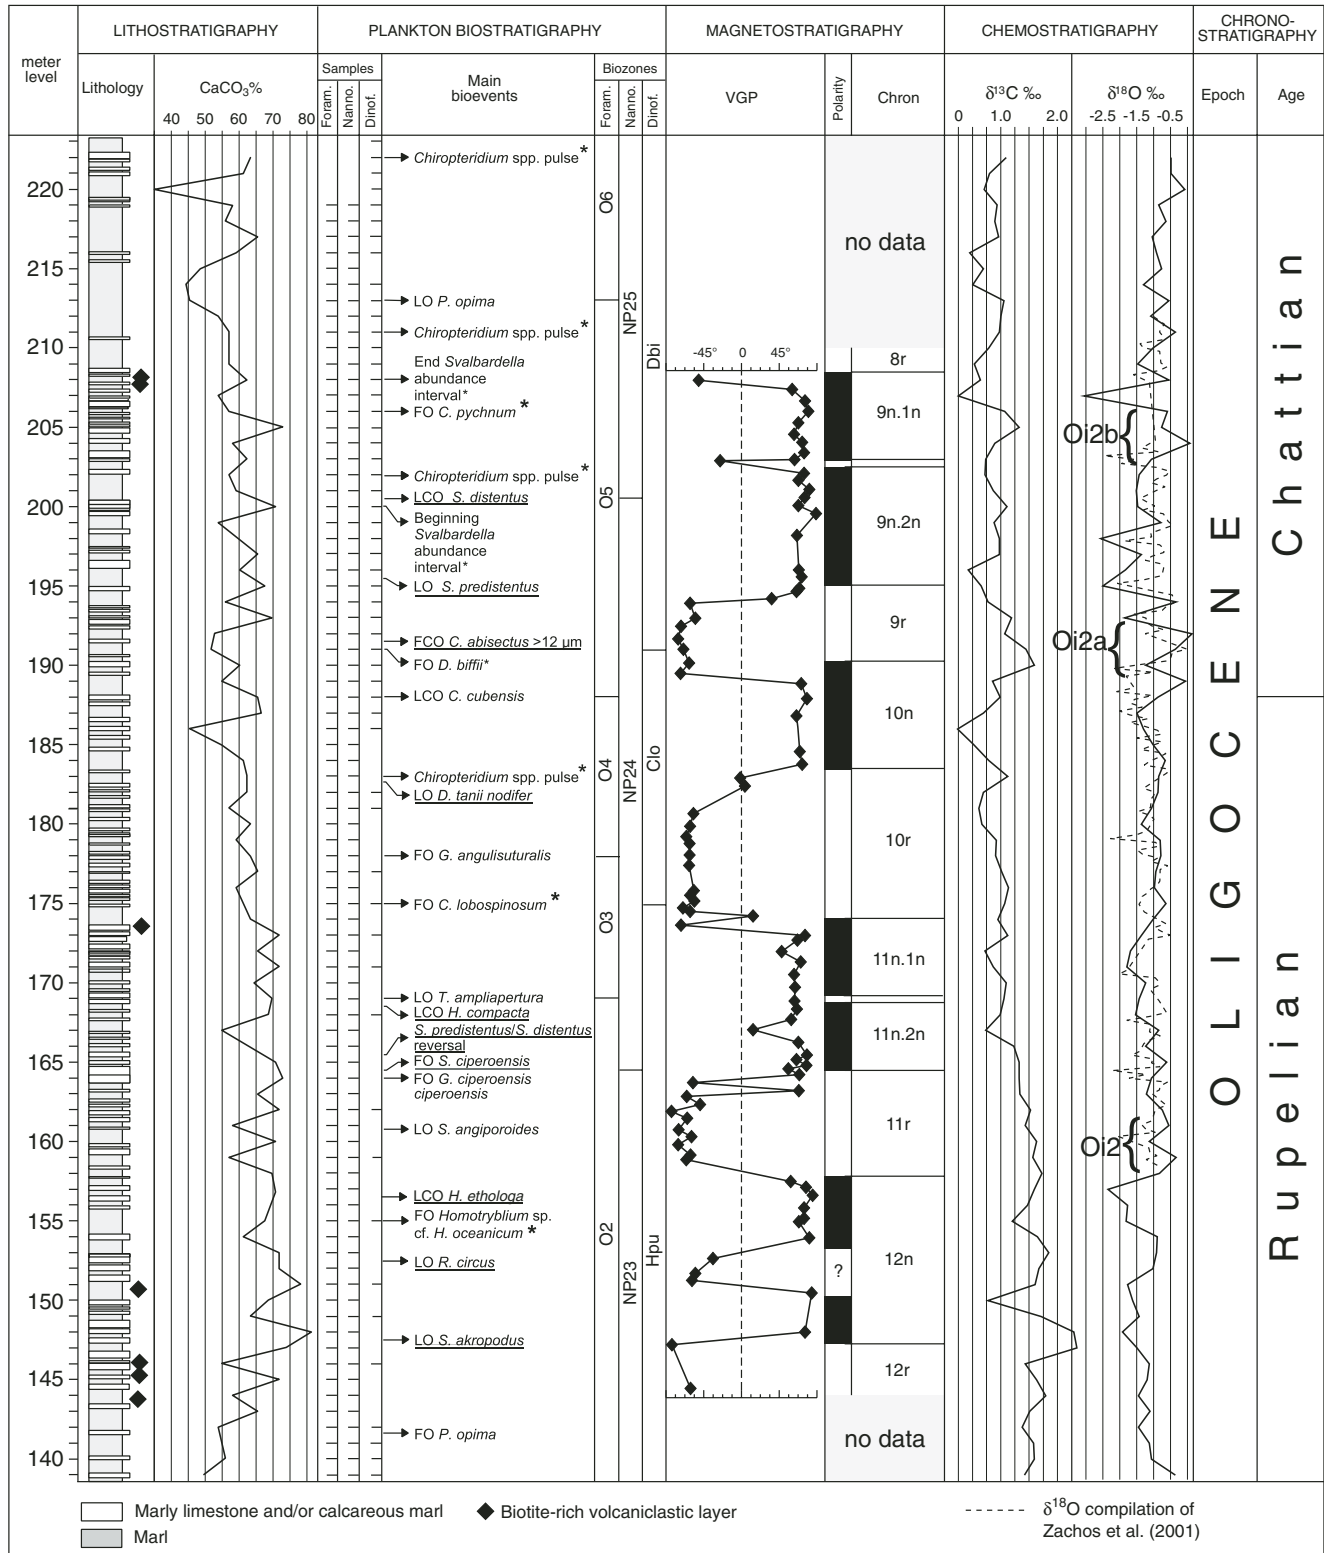 LITHOSTRATIGRAPHY
PLANKTON BIOSTRATIGRAPHY
MAGNETOSTRATIGRAPHY
CHEMOSTRATIGRAPHY
CHRONO-
STRATIGRAPHY
meter
level
Lithology
CaCO₃%
Samples
Foram.
Nanno.
Dinof.
Main
bioevents
Biozones
Foram.
Nanno.
Dinof.
VGP
Polarity
Chron
δ¹³C ‰
δ¹⁸O ‰
Epoch
Age
40 50 60 70 80
0 1.0 2.0
-2.5 -1.5 -0.5
220
215
210
205
200
195
190
185
180
175
170
165
160
155
150
145
140
Chiropteridium spp. pulse*
LO P. opima
Chiropteridium spp. pulse*
End Svalbardella
abundance
interval*
FO C. pychnum *
Chiropteridium spp. pulse*
LCO S. distentus
Beginning
Svalbardella
abundance
interval*
LO S. predistentus
FCO C. abisectus >12 µm
FO D. biffii*
LCO C. cubensis
Chiropteridium spp. pulse*
LO D. tanii nodifer
FO G. angulisuturalis
FO C. lobospinosum *
LO T. ampliapertura
LCO H. compacta
S. predistentus/S. distentus
reversal
FO S. ciperoensis
FO G. ciperoensis
ciperoensis
LO S. angiporoides
LCO H. ethologa
FO Homotryblium sp.
cf. H. oceanicum *
LO R. circus
LO S. akropodus
FO P. opima
O6
O5
O4
O3
O2
NP25
NP24
NP23
Dbi
Clo
Hpu
-45° 0 45°
no data
8r
9n.1n
9n.2n
9r
10n
10r
11n.1n
11n.2n
11r
12n
?
12r
no data
Oi2b
Oi2a
Oi2
OLIGOCENE
Chattian
Rupelian
Marly limestone and/or calcareous marl
Marl
Biotite-rich volcaniclastic layer
δ¹⁸O compilation of
Zachos et al. (2001)